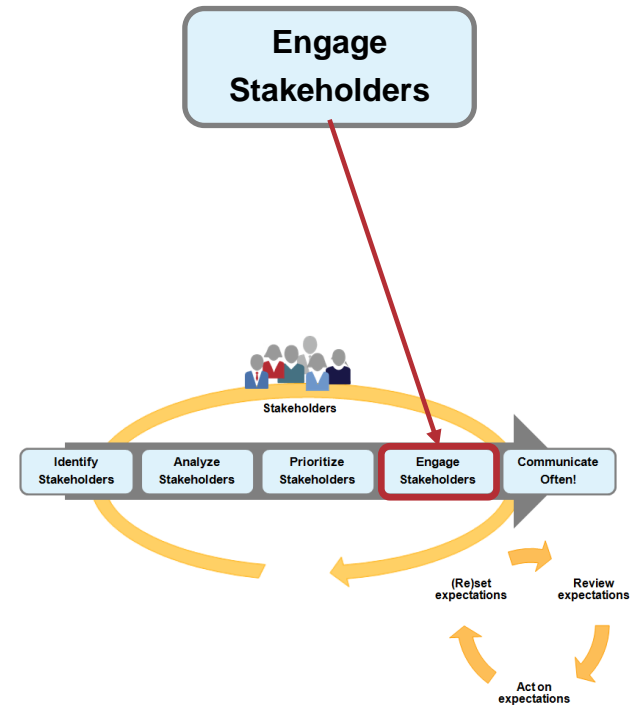 Engage
Stakeholders
Stakeholders
Identify
Stakeholders
Analyze
Stakeholders
Prioritize
Stakeholders
Engage
Stakeholders
Communicate
Often!
(Re)set
expectations
Review
expectations
Act on
expectations